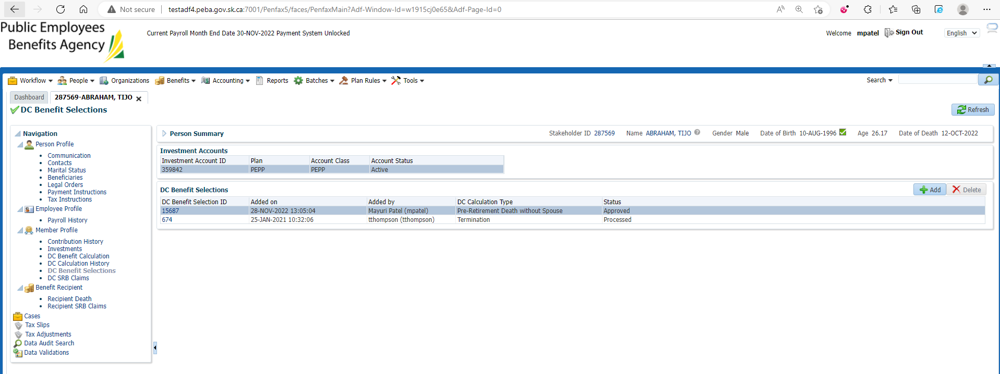 Not secure | testadf4.peba.gov.sk.ca:7001/Penfax5/faces/PenfaxMain?Adf-Window-Id=w1915cj0e65&Adf-Page-Id=0
Public Employees
Benefits Agency
Current Payroll Month End Date 30-NOV-2022 Payment System Unlocked
Welcome mpatel Sign Out English
Workflow People Organizations Benefits Accounting Reports Batches Plan Rules Tools Search
Dashboard 287569-ABRAHAM, TIJO
DC Benefit Selections Refresh
Navigation
Person Profile
Communication
Contacts
Marital Status
Beneficiaries
Legal Orders
Payment Instructions
Tax Instructions
Employee Profile
Payroll History
Member Profile
Contribution History
Investments
DC Benefit Calculation
DC Calculation History
DC Benefit Selections
DC SRB Claims
Benefit Recipient
Recipient Death
Recipient SRB Claims
Cases
Tax Slips
Tax Adjustments
Data Audit Search
Data Validations
Person Summary Stakeholder ID 287569 Name ABRAHAM, TIJO Gender Male Date of Birth 10-AUG-1996 Age 26.17 Date of Death 12-OCT-2022
Investment Accounts
Investment Account ID Plan Account Class Account Status
359842 PEPP PEPP Active
DC Benefit Selections Add Delete
DC Benefit Selection ID Added on Added by DC Calculation Type Status
15687 28-NOV-2022 13:05:04 Mayuri Patel (mpatel) Pre-Retirement Death without Spouse Approved
674 25-JAN-2021 10:32:06 tthompson (tthompson) Termination Processed